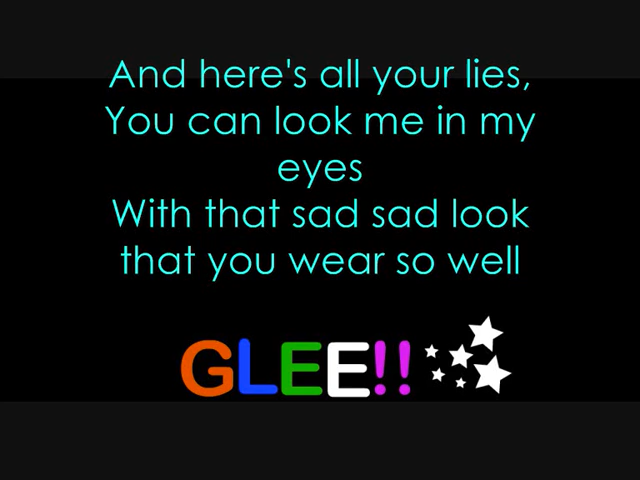 And here's all your lies,
You can look me in my
eyes
With that sad sad look
that you wear so well
GLEE!!